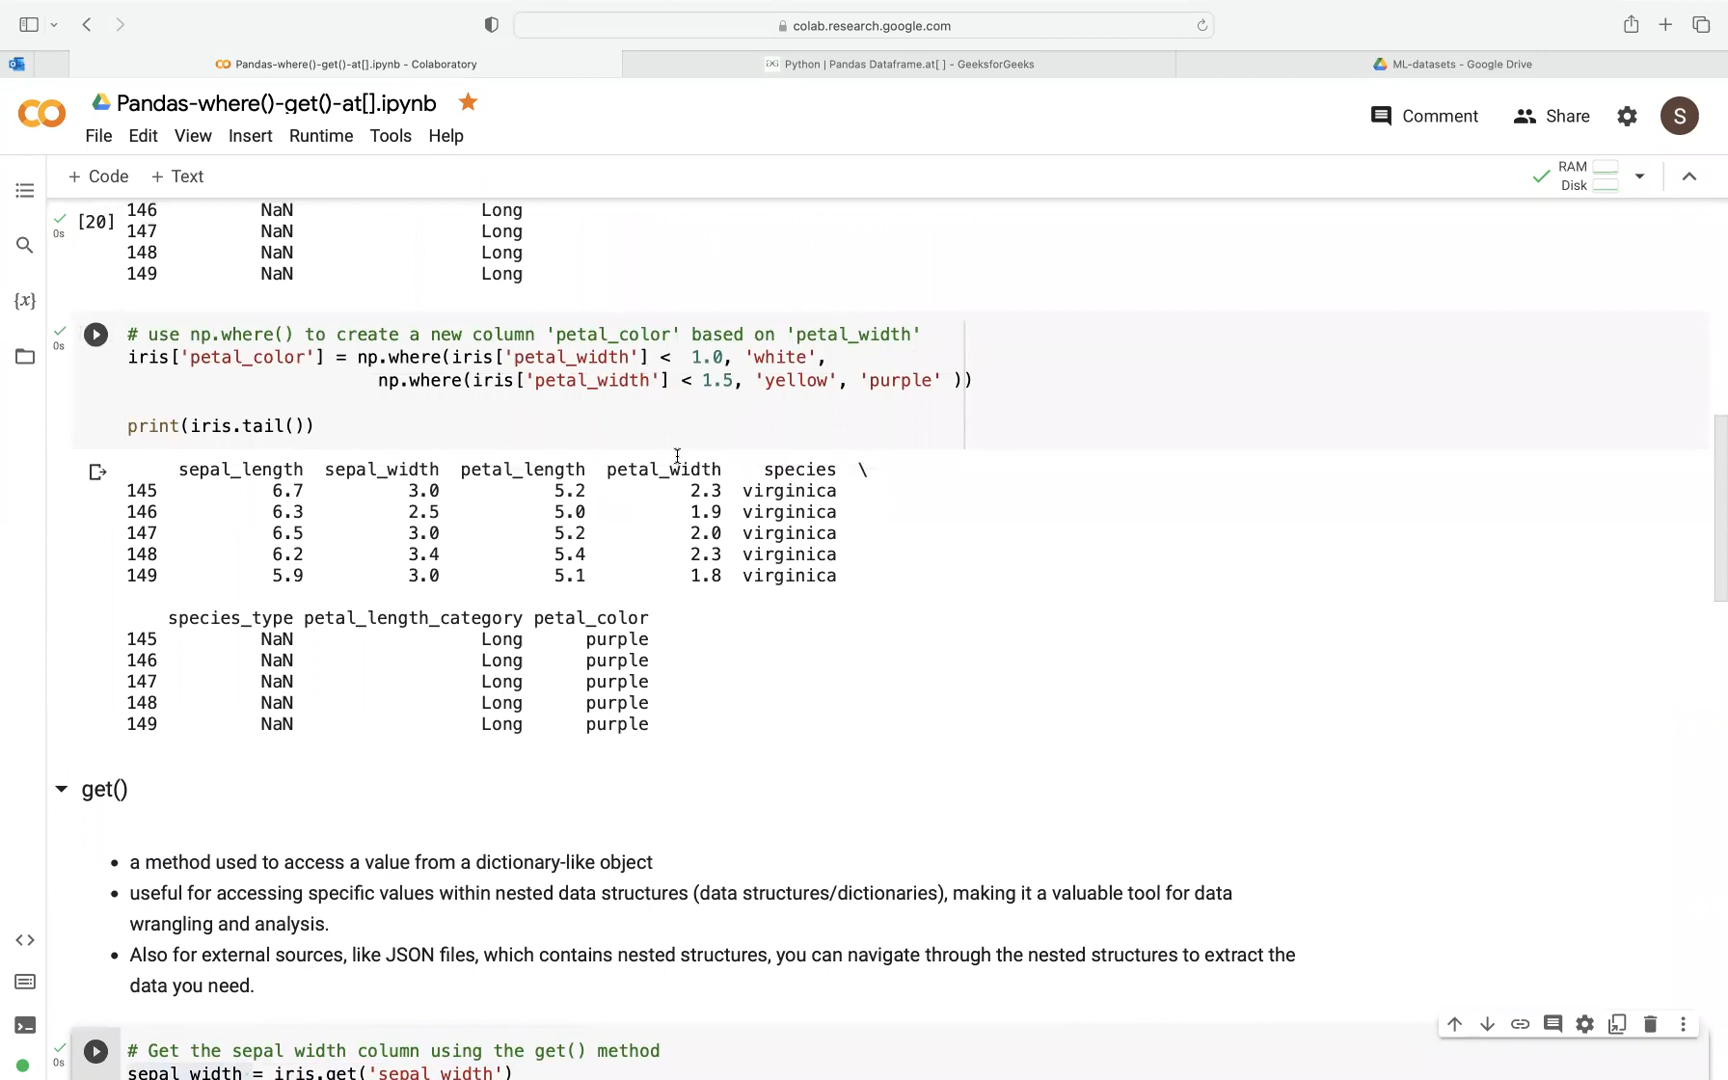 colab.research.google.com
Pandas-where()-get()-at[].ipynb - Colaboratory
Python | Pandas Dataframe.at[ ] - GeeksforGeeks
ML-datasets - Google Drive
Pandas-where()-get()-at[].ipynb
Comment
Share
S
File Edit View Insert Runtime Tools Help
+ Code + Text
RAM
Disk
[20]
0s
146 NaN Long
147 NaN Long
148 NaN Long
149 NaN Long
{x}
0s
# use np.where() to create a new column 'petal_color' based on 'petal_width'
iris['petal_color'] = np.where(iris['petal_width'] < 1.0, 'white',
np.where(iris['petal_width'] < 1.5, 'yellow', 'purple' ))
print(iris.tail())
sepal_length sepal_width petal_length petal_width species \
145 6.7 3.0 5.2 2.3 virginica
146 6.3 2.5 5.0 1.9 virginica
147 6.5 3.0 5.2 2.0 virginica
148 6.2 3.4 5.4 2.3 virginica
149 5.9 3.0 5.1 1.8 virginica
species_type petal_length_category petal_color
145 NaN Long purple
146 NaN Long purple
147 NaN Long purple
148 NaN Long purple
149 NaN Long purple
get()
• a method used to access a value from a dictionary-like object
• useful for accessing specific values within nested data structures (data structures/dictionaries), making it a valuable tool for data
wrangling and analysis.
• Also for external sources, like JSON files, which contains nested structures, you can navigate through the nested structures to extract the
data you need.
0s
# Get the sepal width column using the get() method
sepal_width = iris.get('sepal_width')